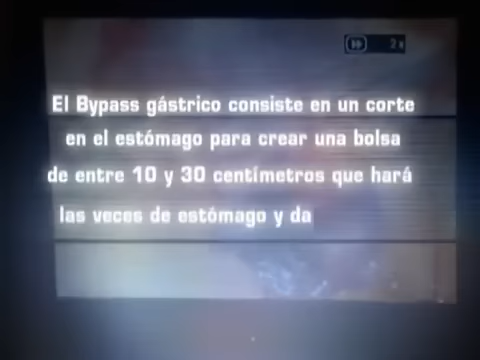 2x
El Bypass gástrico consiste en un corte
en el estómago para crear una bolsa
de entre 10 y 30 centímetros que hará
las veces de estómago y da